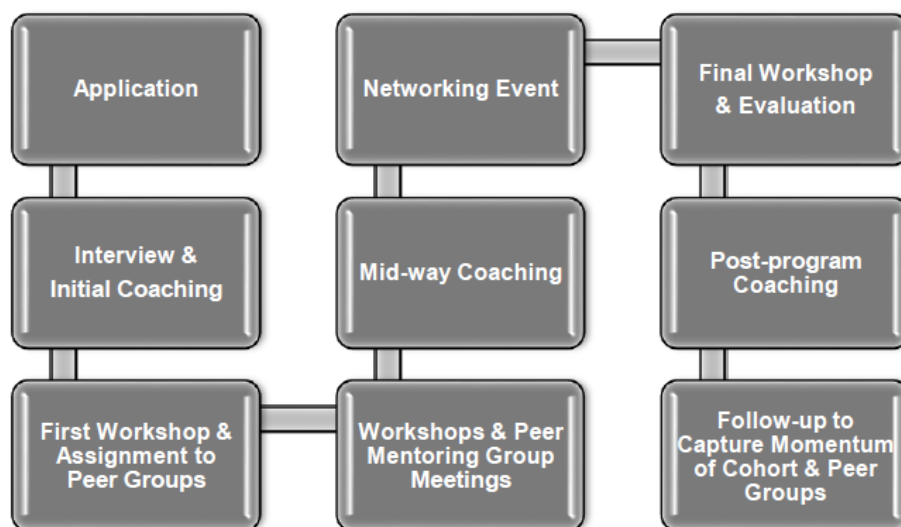 Application
Interview &
Initial Coaching
First Workshop &
Assignment to
Peer Groups
Workshops & Peer
Mentoring Group
Meetings
Mid-way Coaching
Networking Event
Final Workshop
& Evaluation
Post-program
Coaching
Follow-up to
Capture Momentum
of Cohort & Peer
Groups